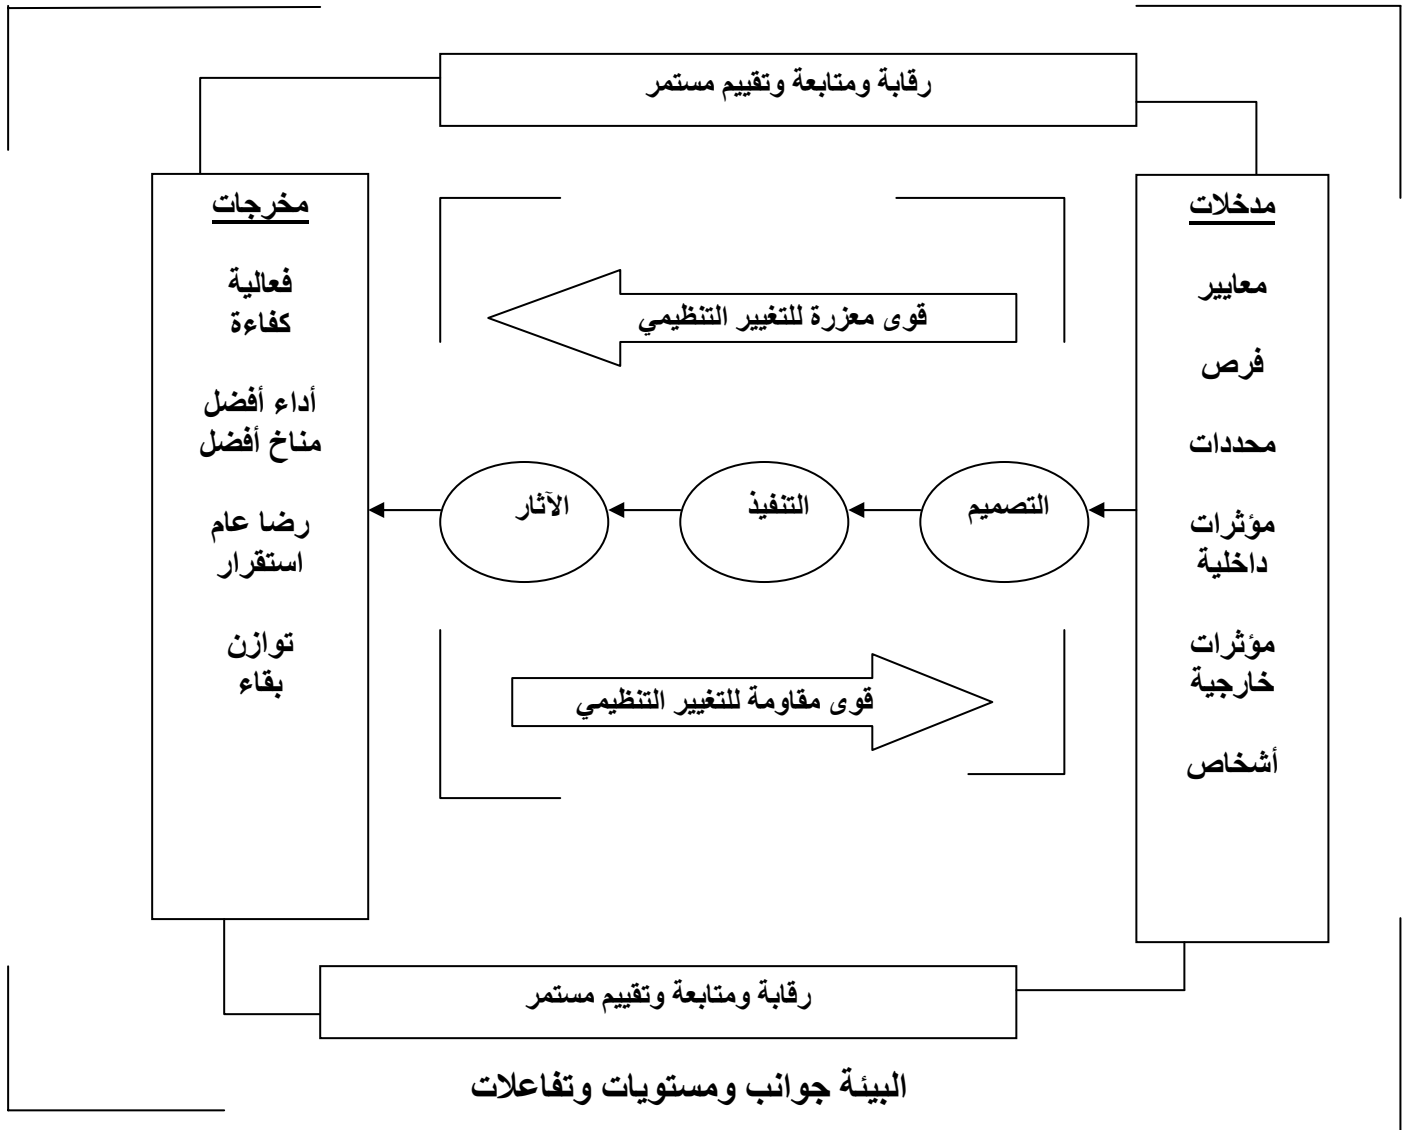 رقابة ومتابعة وتقييم مستمر
مدخلات
معايير
فرص
محددات
مؤثرات
داخلية
مؤثرات
خارجية
أشخاص
قوى معزرة للتغيير التنظيمي
التصميم
التنفيذ
الآثار
قوى مقاومة للتغيير التنظيمي
مخرجات
فعالية
كفاءة
أداء أفضل
مناخ أفضل
رضا عام
استقرار
توازن
بقاء
رقابة ومتابعة وتقييم مستمر
البيئة جوانب ومستويات وتفاعلات